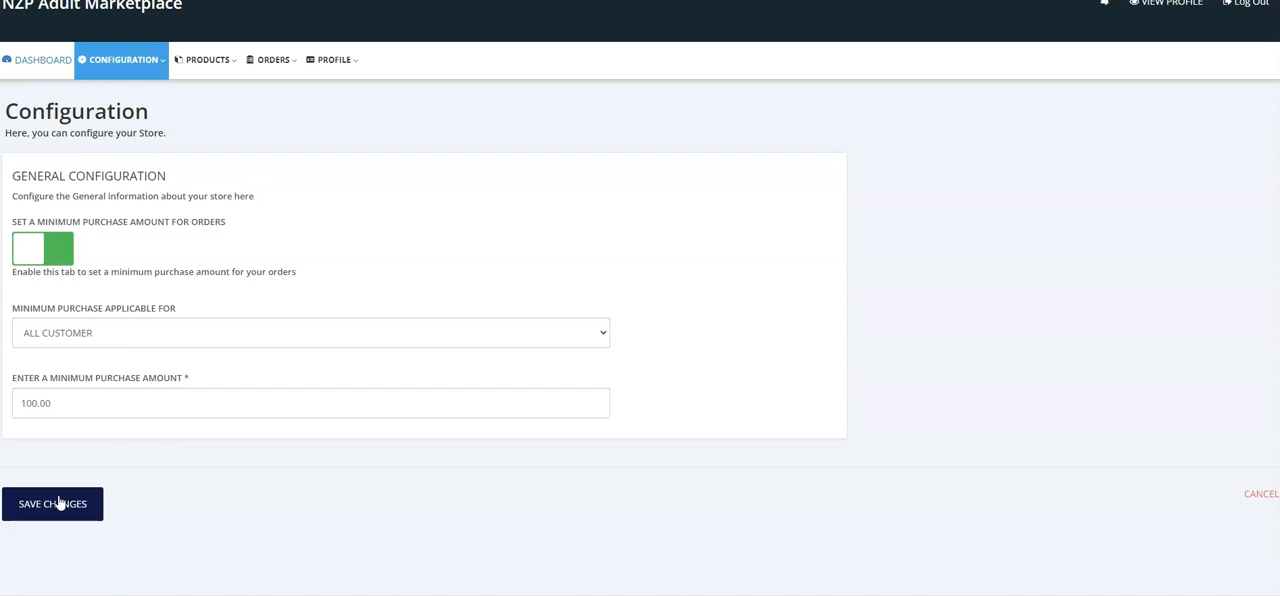 NZP Adult Marketplace
VIEW PROFILE Log Out
DASHBOARD CONFIGURATION PRODUCTS ORDERS PROFILE
Configuration
Here, you can configure your Store.
GENERAL CONFIGURATION
Configure the General information about your store here
SET A MINIMUM PURCHASE AMOUNT FOR ORDERS
Enable this tab to set a minimum purchase amount for your orders
MINIMUM PURCHASE APPLICABLE FOR
ALL CUSTOMER
ENTER A MINIMUM PURCHASE AMOUNT *
100.00
SAVE CHANGES
CANCEL